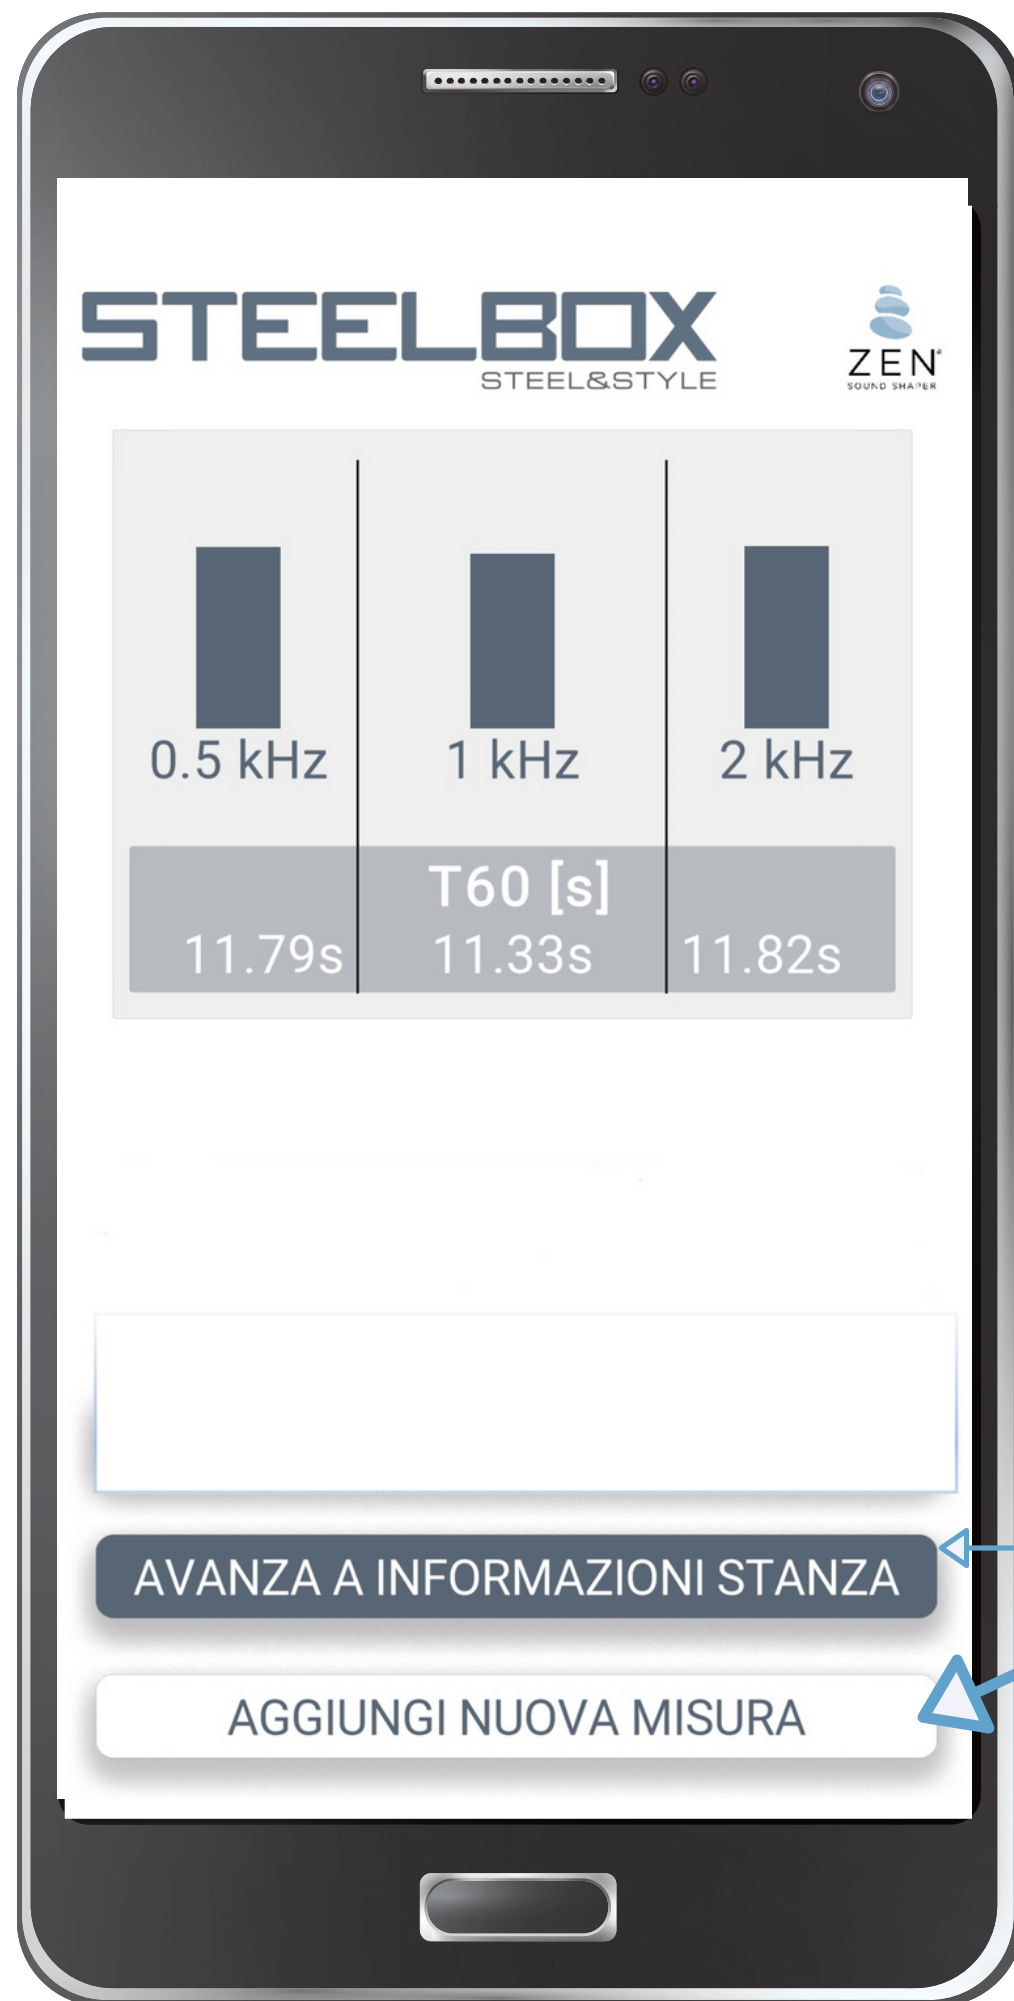 STEELBOX
STEEL&STYLE
ZEN®
SOUND SHAPER
0.5 kHz 1 kHz 2 kHz
T60 [s]
11.79s 11.33s 11.82s
AVANZA A INFORMAZIONI STANZA
AGGIUNGI NUOVA MISURA